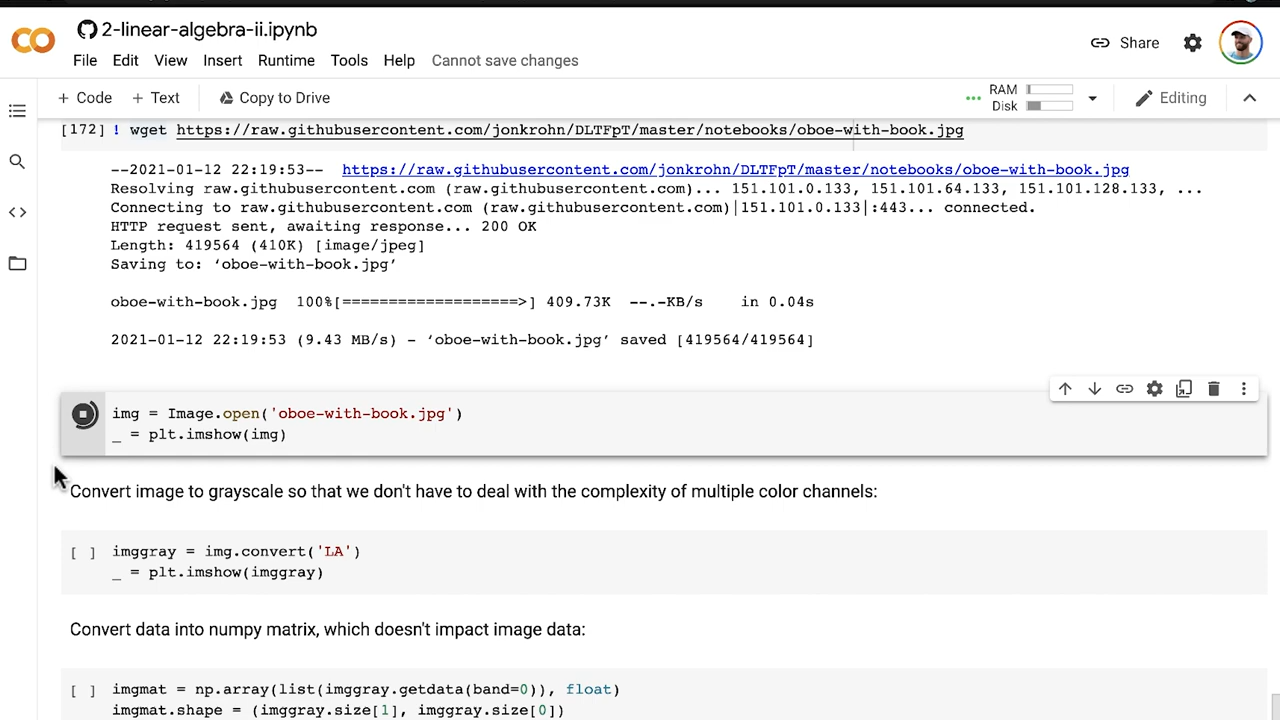 2-linear-algebra-ii.ipynb
File Edit View Insert Runtime Tools Help Cannot save changes
Share
+ Code + Text Copy to Drive
RAM
Disk
Editing
[172] ! wget https://raw.githubusercontent.com/jonkrohn/DLTFpT/master/notebooks/oboe-with-book.jpg
--2021-01-12 22:19:53-- https://raw.githubusercontent.com/jonkrohn/DLTFpT/master/notebooks/oboe-with-book.jpg
Resolving raw.githubusercontent.com (raw.githubusercontent.com)... 151.101.0.133, 151.101.64.133, 151.101.128.133, ...
Connecting to raw.githubusercontent.com (raw.githubusercontent.com)|151.101.0.133|:443... connected.
HTTP request sent, awaiting response... 200 OK
Length: 419564 (410K) [image/jpeg]
Saving to: ‘oboe-with-book.jpg’
oboe-with-book.jpg 100%[===================>] 409.73K --.-KB/s in 0.04s
2021-01-12 22:19:53 (9.43 MB/s) - ‘oboe-with-book.jpg’ saved [419564/419564]
img = Image.open('oboe-with-book.jpg')
_ = plt.imshow(img)
Convert image to grayscale so that we don't have to deal with the complexity of multiple color channels:
[ ] imggray = img.convert('LA')
_ = plt.imshow(imggray)
Convert data into numpy matrix, which doesn't impact image data:
[ ] imgmat = np.array(list(imggray.getdata(band=0)), float)
imgmat.shape = (imggray.size[1], imggray.size[0])